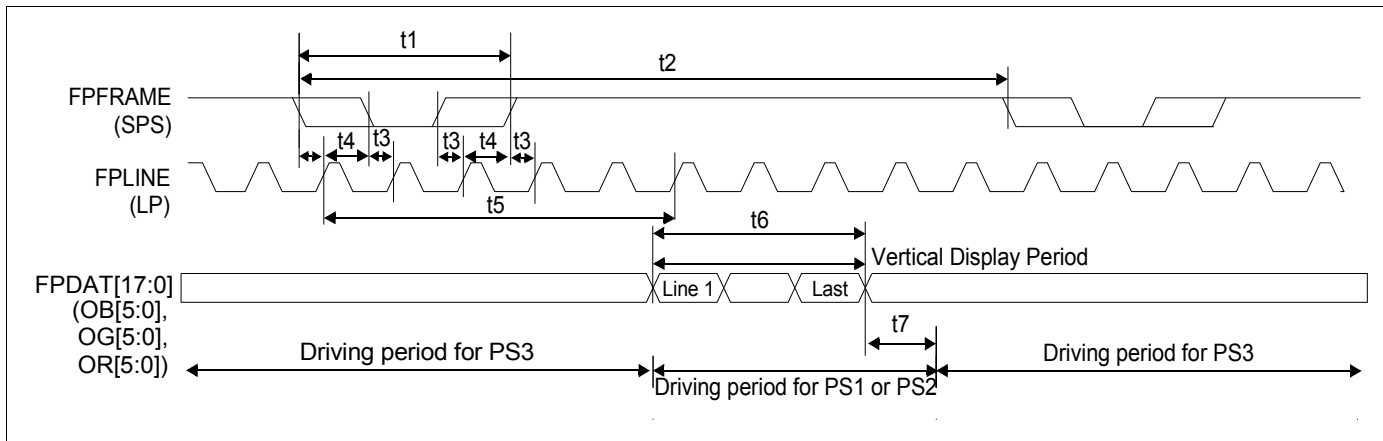 t1
t2
FPFRAME
(SPS)
t4 t3 t3 t4 t3
FPLINE
(LP)
t5
t6
Vertical Display Period
FPDAT[17:0]
(OB[5:0],
OG[5:0],
OR[5:0])
Line 1 Last
t7
Driving period for PS3
Driving period for PS1 or PS2
Driving period for PS3